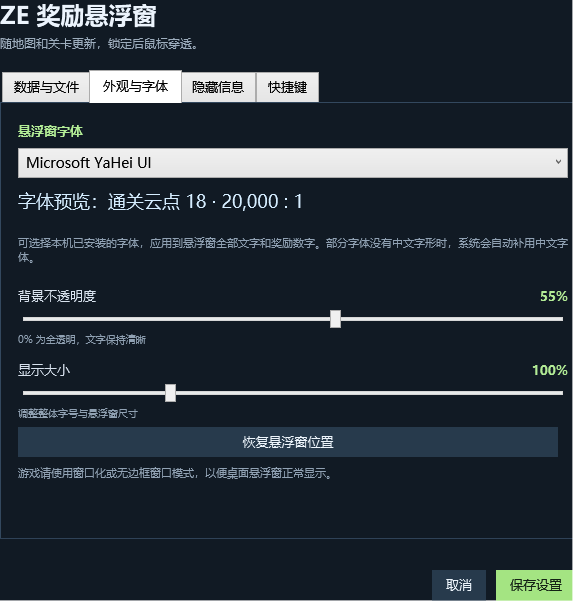 ZE 奖励悬浮窗
随地图和关卡更新，锁定后鼠标穿透。
数据与文件 外观与字体 隐藏信息 快捷键
悬浮窗字体
Microsoft YaHei UI
字体预览：通关云点 18 · 20,000 : 1
可选择本机已安装的字体，应用到悬浮窗全部文字和奖励数字。部分字体没有中文字形时，系统会自动补用中文字
体。
背景不透明度 55%
0% 为全透明，文字保持清晰
显示大小 100%
调整整体字号与悬浮窗尺寸
恢复悬浮窗位置
游戏请使用窗口化或无边框窗口模式，以便桌面悬浮窗正常显示。
取消 保存设置